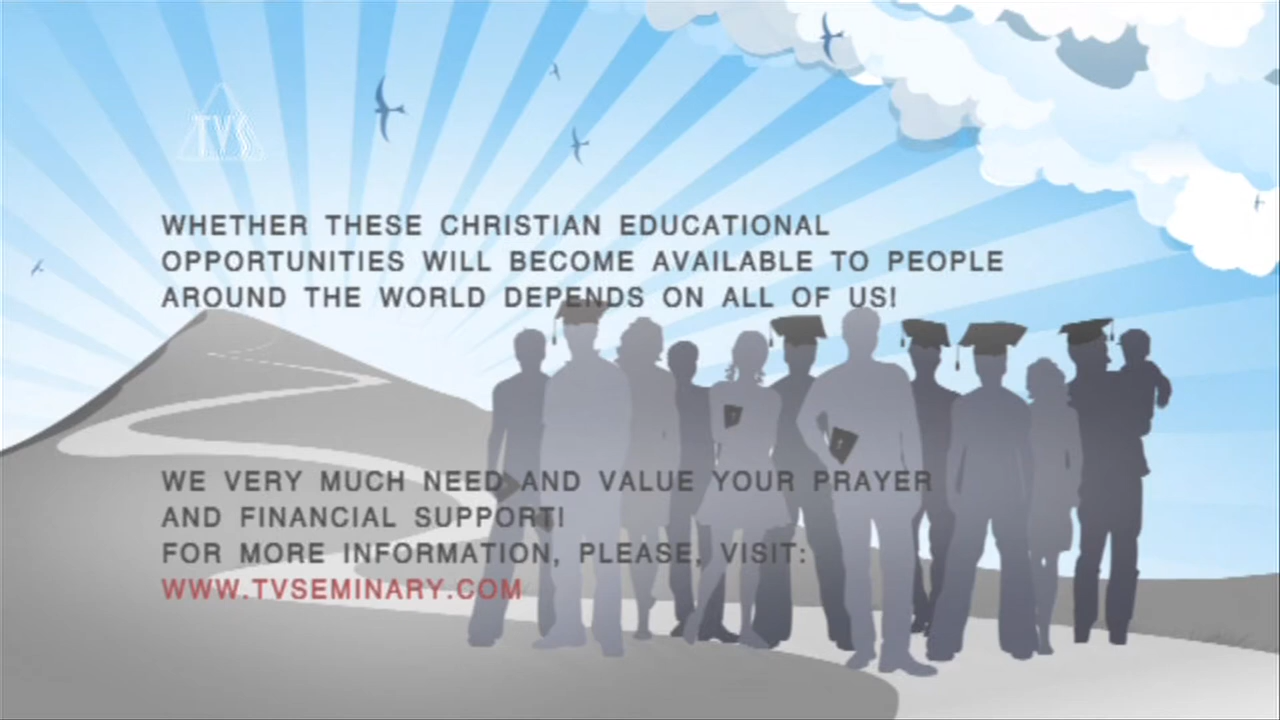 TVS
WHETHER THESE CHRISTIAN EDUCATIONAL
OPPORTUNITIES WILL BECOME AVAILABLE TO PEOPLE
AROUND THE WORLD DEPENDS ON ALL OF US!
WE VERY MUCH NEED AND VALUE YOUR PRAYER
AND FINANCIAL SUPPORT!
FOR MORE INFORMATION, PLEASE, VISIT:
WWW.TVSEMINARY.COM